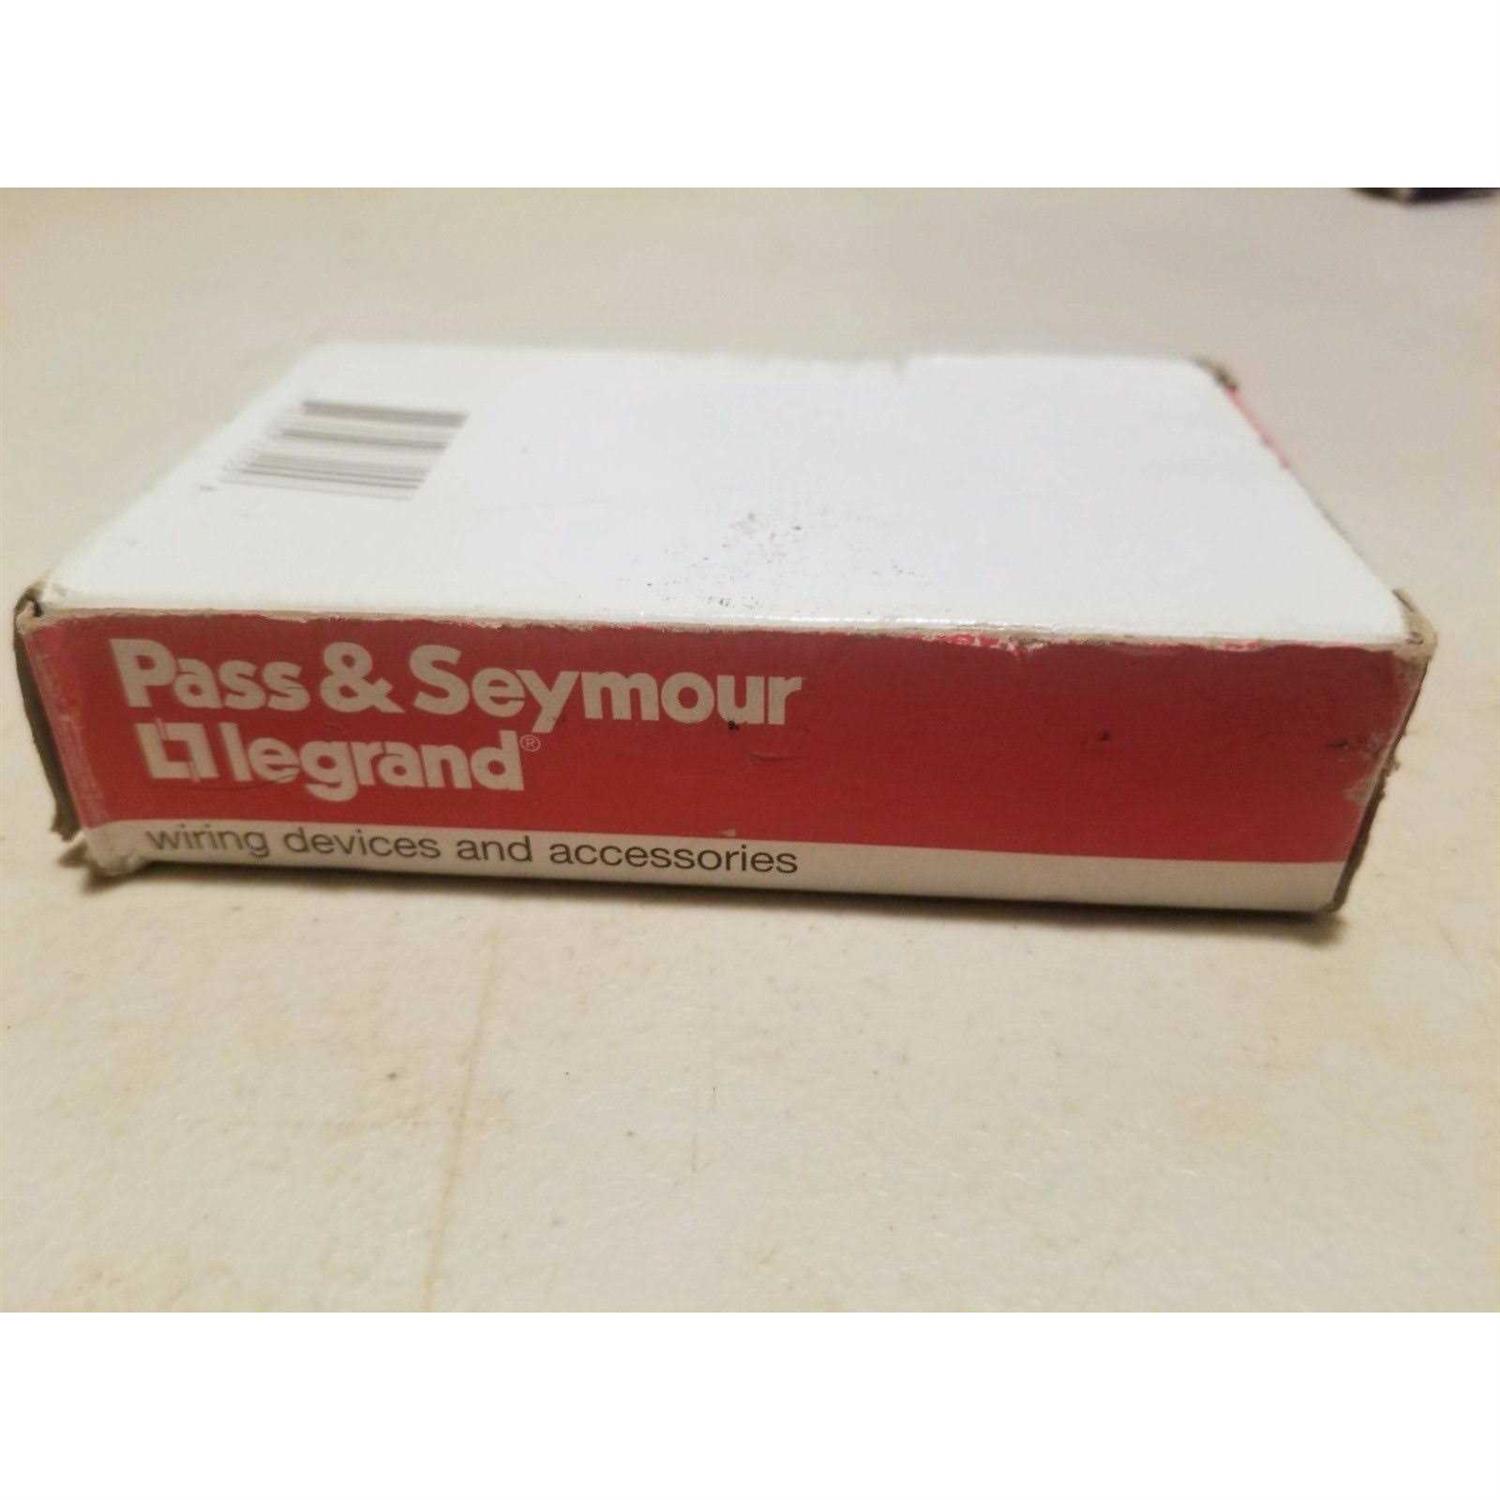 Pass & Seymour
legrand®
wiring devices and accessories